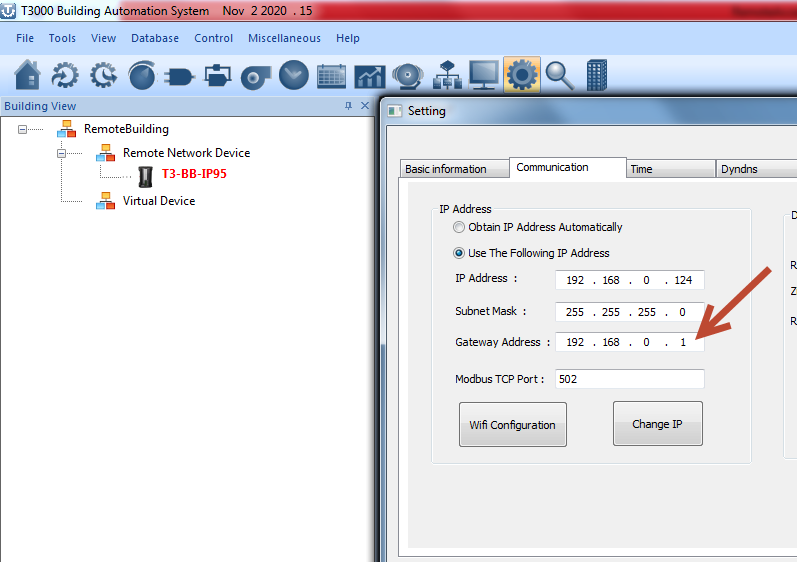 T3000 Building Automation System    Nov  2 2020  . 15
File   Tools   View   Database   Control   Miscellaneous   Help
Building View
Setting
RemoteBuilding
Remote Network Device
T3-BB-IP95
Virtual Device
Basic information   Communication   Time   Dyndns
IP Address
Obtain IP Address Automatically
Use The Following IP Address
IP Address  :   192 . 168 . 0 . 124
Subnet Mask  :   255 . 255 . 255 . 0
Gateway Address  :   192 . 168 . 0 . 1
Modbus TCP Port :   502
Wifi Configuration   Change IP